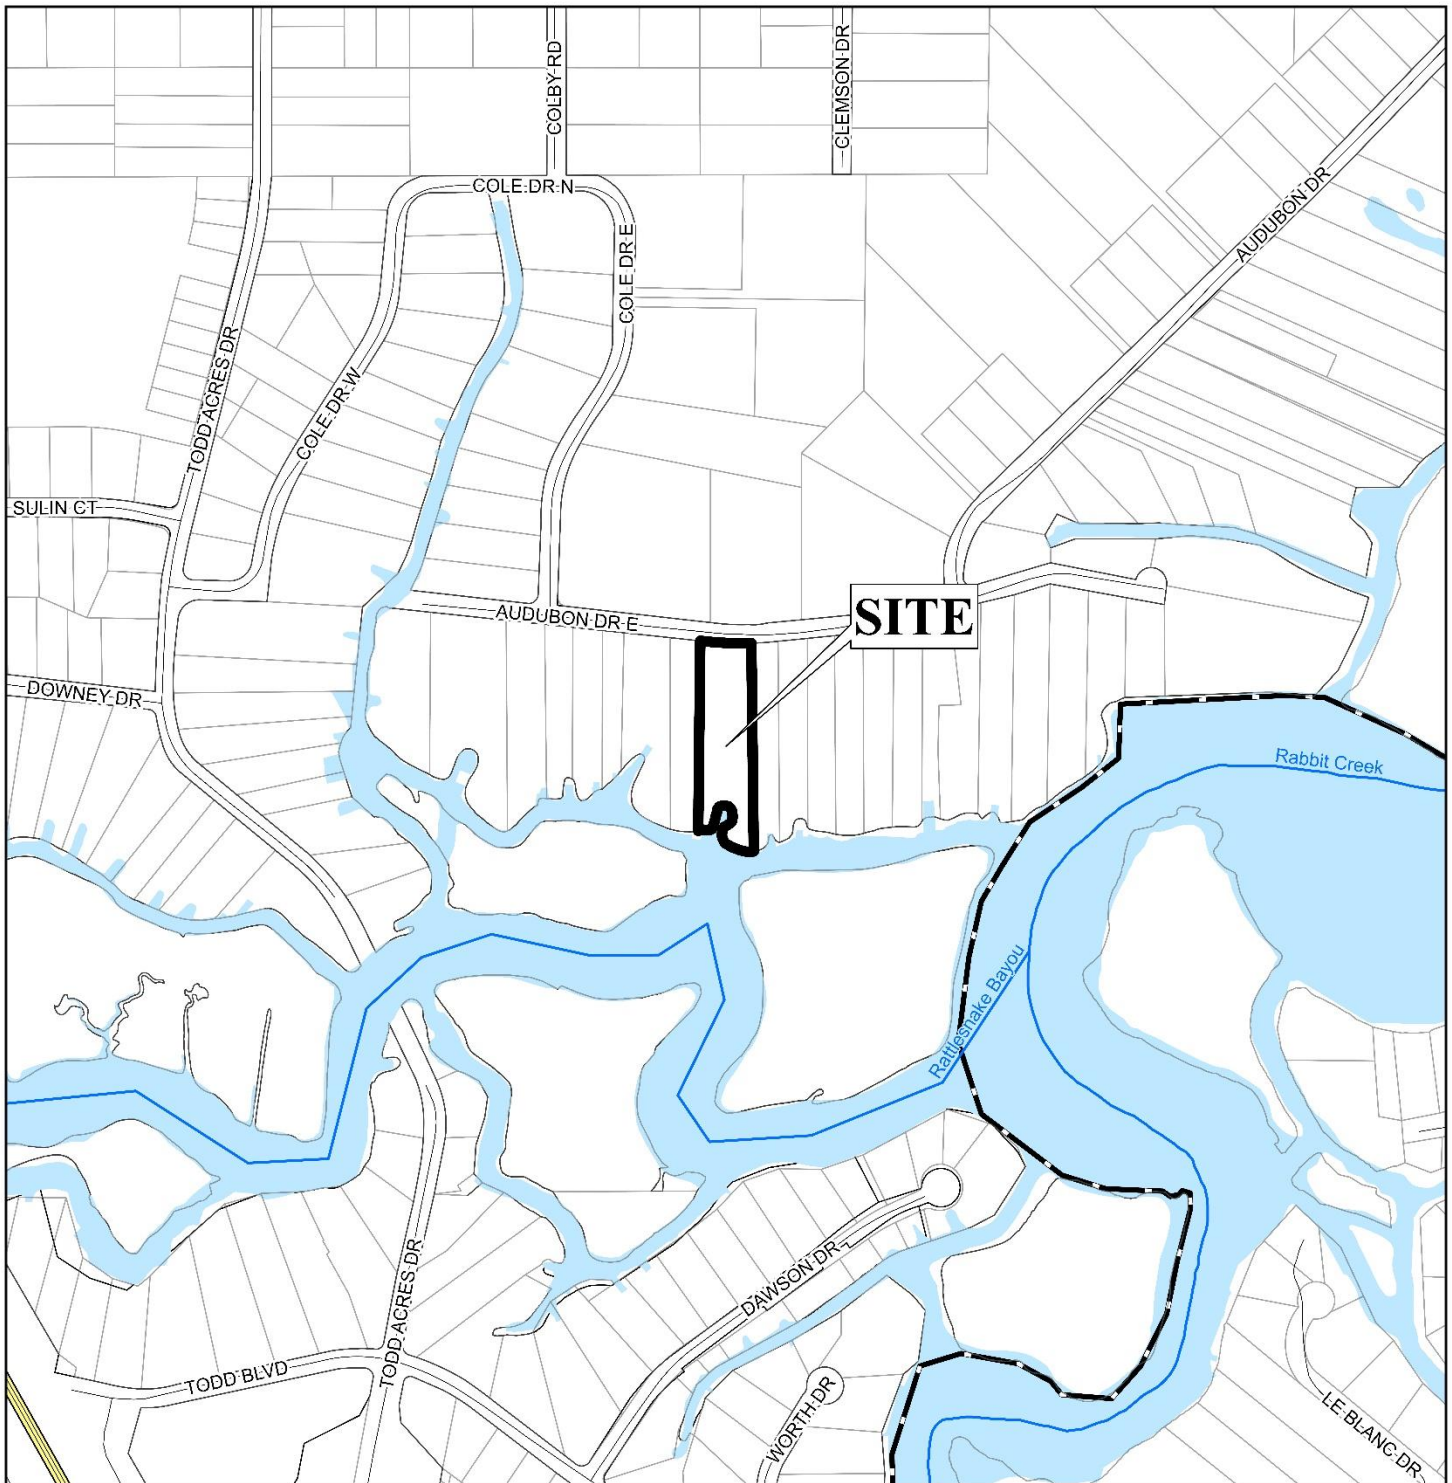 COLBY RD
CLEMSON DR
COLE DR N
AUDUBON DR
COLE DR E
TODD ACRES DR
COLE DR W
SULIN CT
AUDUBON DR E
SITE
DOWNEY DR
Rabbit Creek
Rattlesnake Bayou
DAWSON DR
TODD ACRES DR
TODD BLVD
WORTH DR
LE BLANC DR